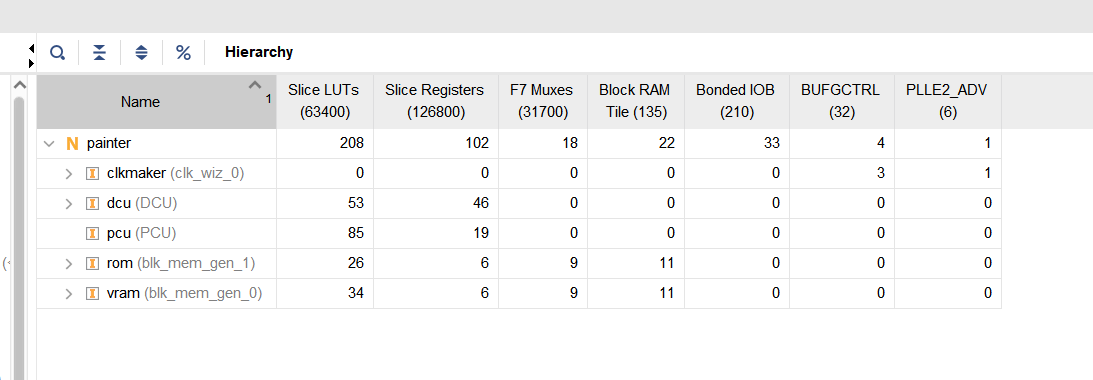 Hierarchy
Name 1 Slice LUTs (63400) Slice Registers (126800) F7 Muxes (31700) Block RAM Tile (135) Bonded IOB (210) BUFGCTRL (32) PLLE2_ADV (6)
N painter 208 102 18 22 33 4 1
I clkmaker (clk_wiz_0) 0 0 0 0 0 3 1
I dcu (DCU) 53 46 0 0 0 0 0
I pcu (PCU) 85 19 0 0 0 0 0
I rom (blk_mem_gen_1) 26 6 9 11 0 0 0
I vram (blk_mem_gen_0) 34 6 9 11 0 0 0